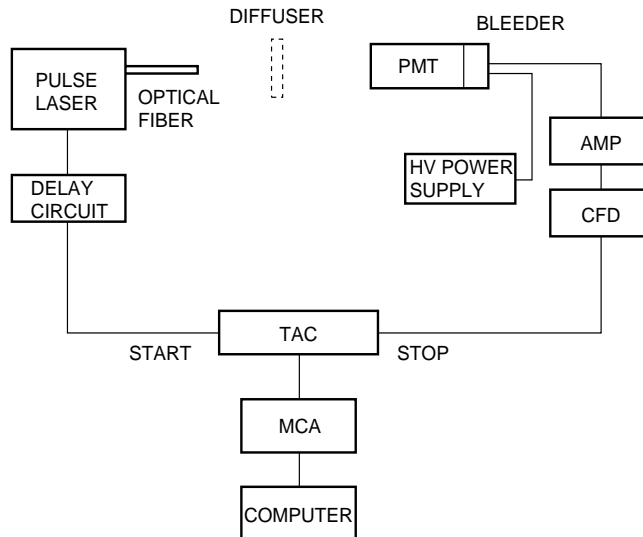 DIFFUSER
BLEEDER
PULSE
LASER
OPTICAL
FIBER
PMT
AMP
HV POWER
SUPPLY
DELAY
CIRCUIT
CFD
START
TAC
STOP
MCA
COMPUTER